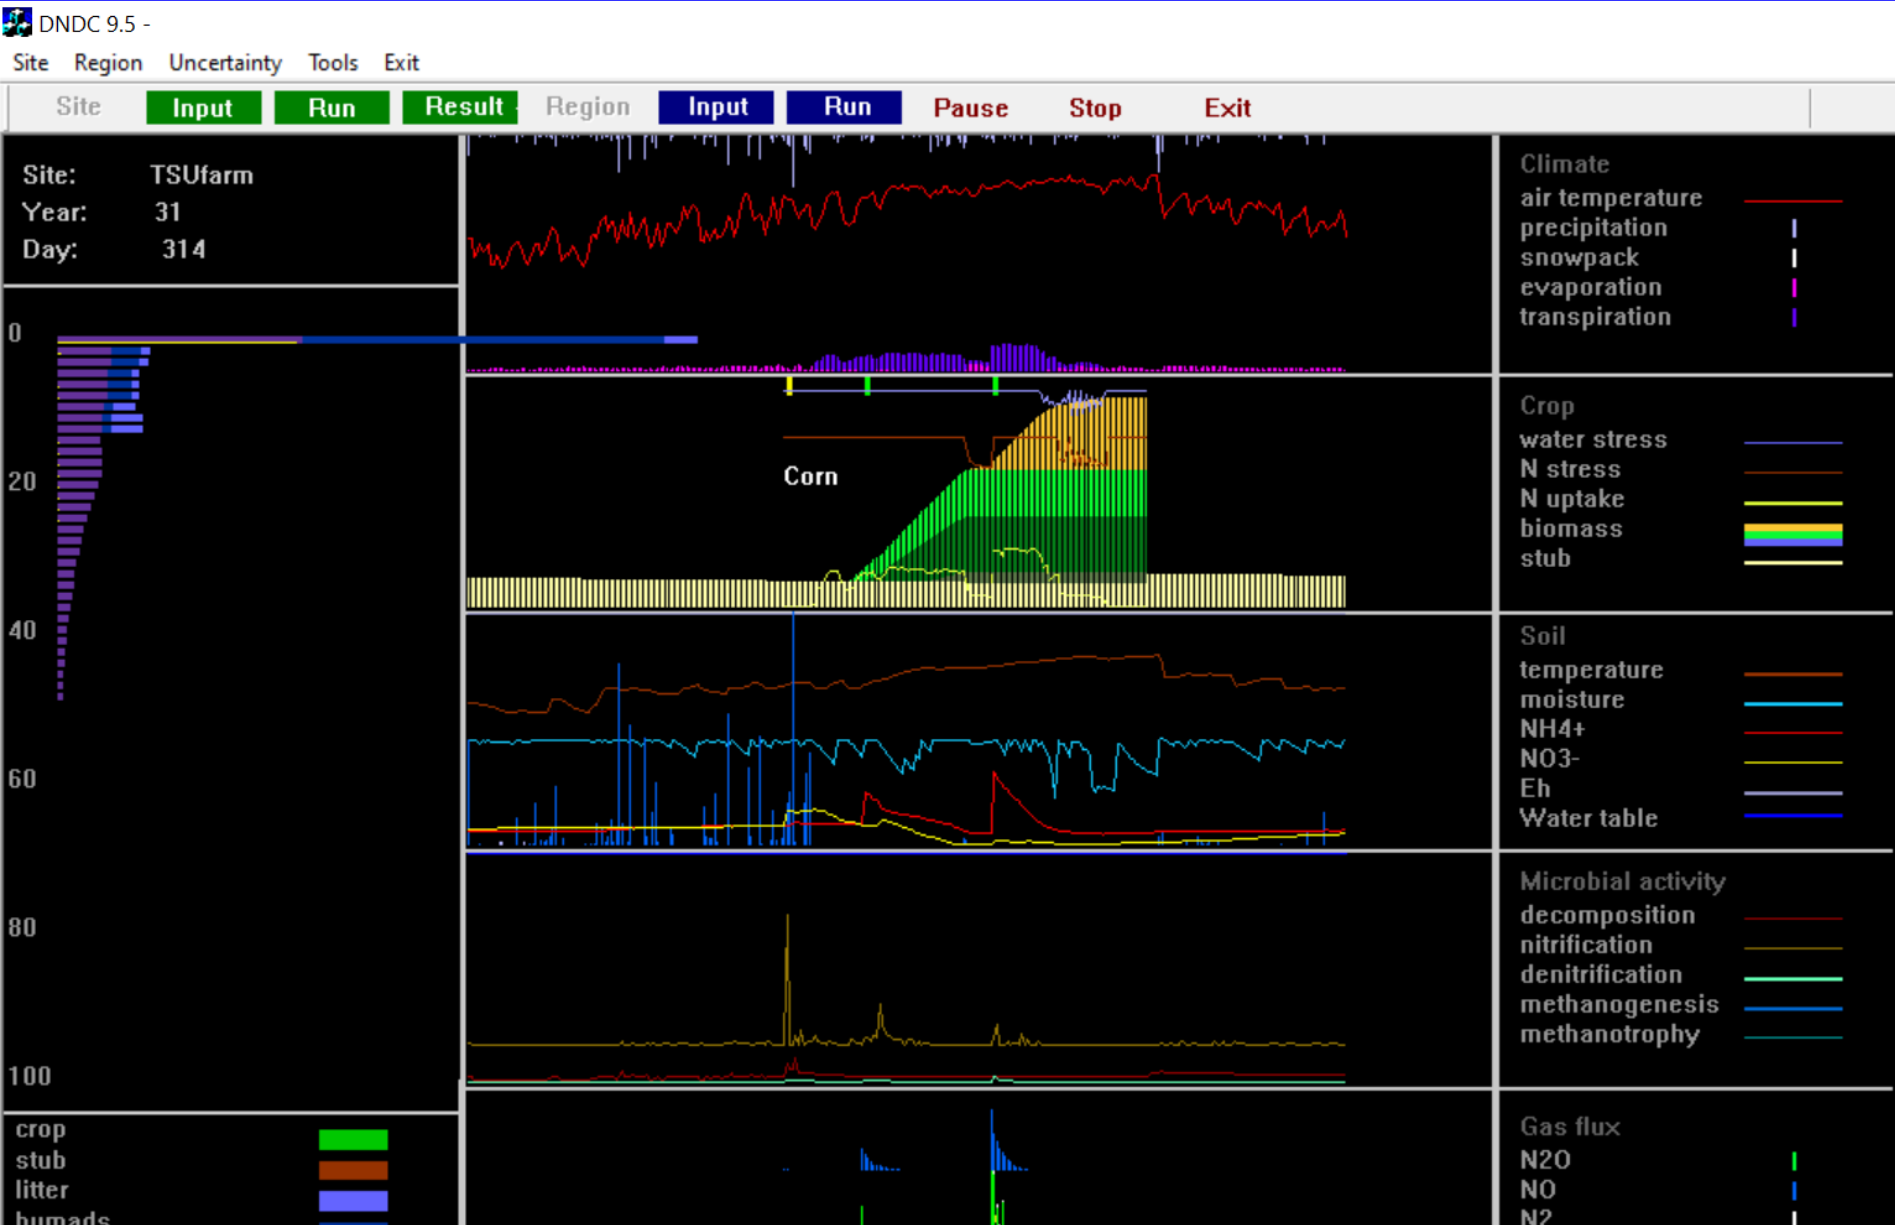 DNDC 9.5 -
Site Region Uncertainty Tools Exit
Site Input Run Result Region Input Run Pause Stop Exit
Site: TSUfarm
Year: 31
Day: 314
0
20
40
60
80
100
crop
stub
litter
humads
Corn
Climate
air temperature
precipitation
snowpack
evaporation
transpiration
Crop
water stress
N stress
N uptake
biomass
stub
Soil
temperature
moisture
NH4+
NO3-
Eh
Water table
Microbial activity
decomposition
nitrification
denitrification
methanogenesis
methanotrophy
Gas flux
N2O
NO
N2